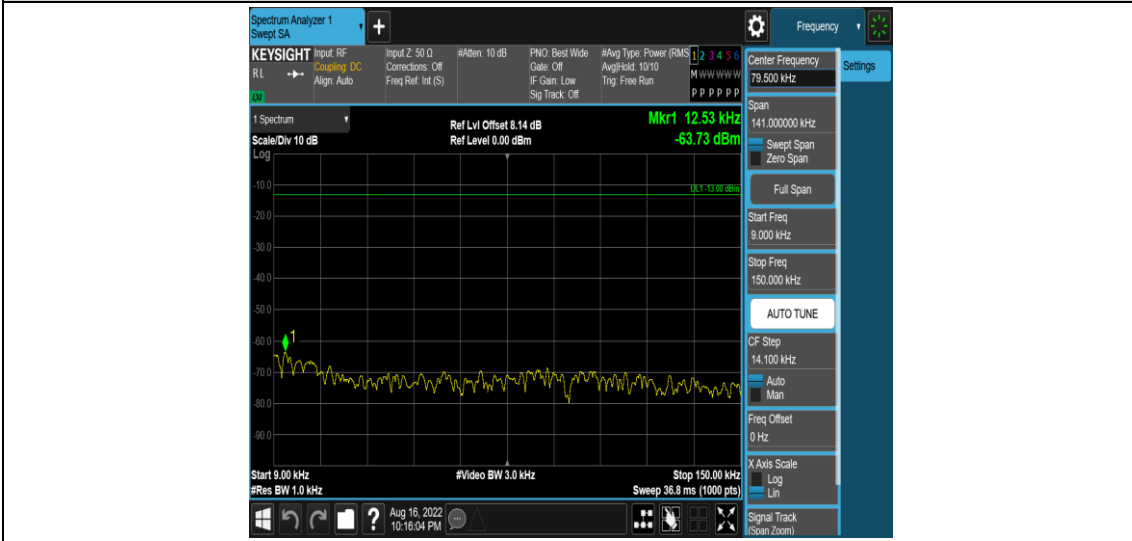 Spectrum Analyzer 1
Swept SA
+
Frequency
KEYSIGHT
RL
Input: RF
Coupling: DC
Align: Auto
Input Z: 50 Ω
Corrections: Off
Freq Ref: Int (S)
#Atten: 10 dB
PNO: Best Wide
Gate: Off
IF Gain: Low
Sig Track: Off
#Avg Type: Power (RMS
Avg|Hold: 10/10
Trig: Free Run
1 2 3 4 5 6
M W W W W W
P P P P P P
1 Spectrum
Scale/Div 10 dB
Log
Ref Lvl Offset 8.14 dB
Ref Level 0.00 dBm
Mkr1 12.53 kHz
-63.73 dBm
DL1 -13.00 dBm
-10.0
-20.0
-30.0
-40.0
-50.0
-60.0
-70.0
-80.0
-90.0
1
Start 9.00 kHz
#Res BW 1.0 kHz
#Video BW 3.0 kHz
Stop 150.00 kHz
Sweep 36.8 ms (1000 pts)
?
Aug 16, 2022
10:16:04 PM
Center Frequency
79.500 kHz
Settings
Span
141.000000 kHz
Swept Span
Zero Span
Full Span
Start Freq
9.000 kHz
Stop Freq
150.000 kHz
AUTO TUNE
CF Step
14.100 kHz
Auto
Man
Freq Offset
0 Hz
X Axis Scale
Log
Lin
Signal Track
(Span Zoom)